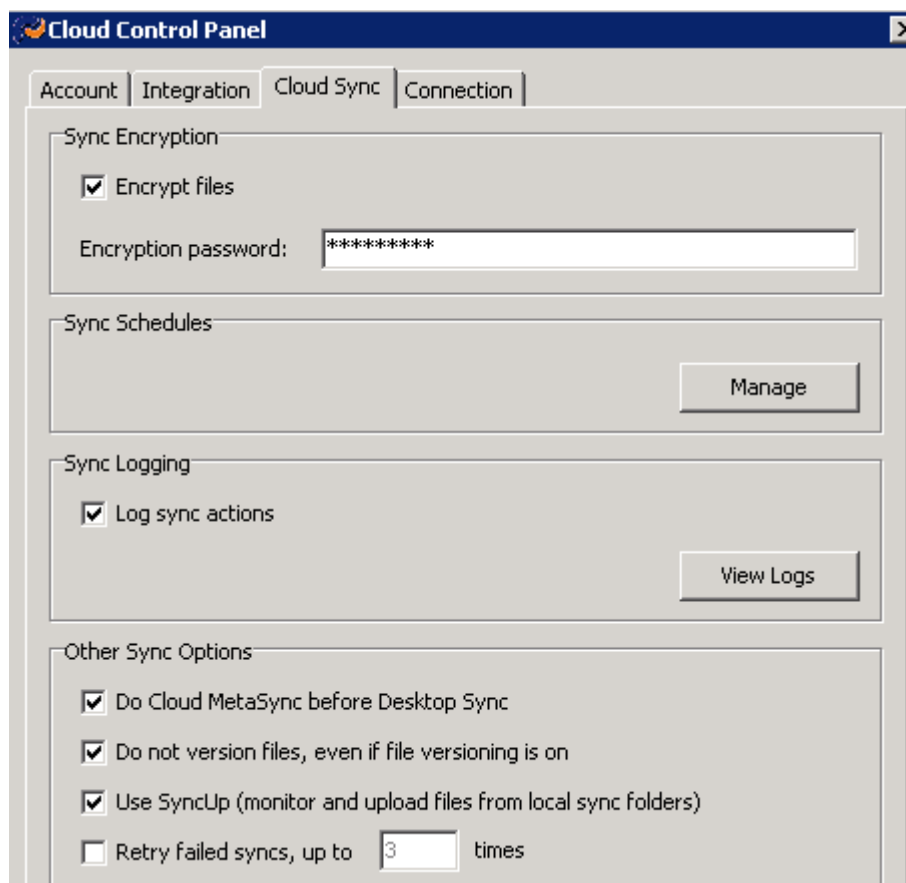 Cloud Control Panel
Account Integration Cloud Sync Connection
Sync Encryption
Encrypt files
Encryption password: *********
Sync Schedules
Manage
Sync Logging
Log sync actions
View Logs
Other Sync Options
Do Cloud MetaSync before Desktop Sync
Do not version files, even if file versioning is on
Use SyncUp (monitor and upload files from local sync folders)
Retry failed syncs, up to 3 times